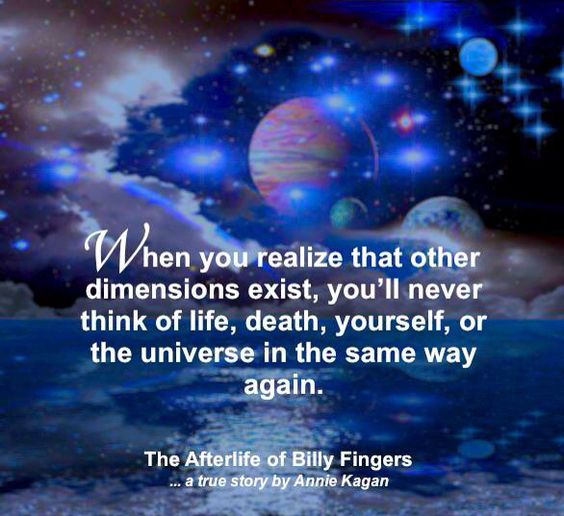 When you realize that other
dimensions exist, you’ll never
think of life, death, yourself, or
the universe in the same way
again.
The Afterlife of Billy Fingers
... a true story by Annie Kagan